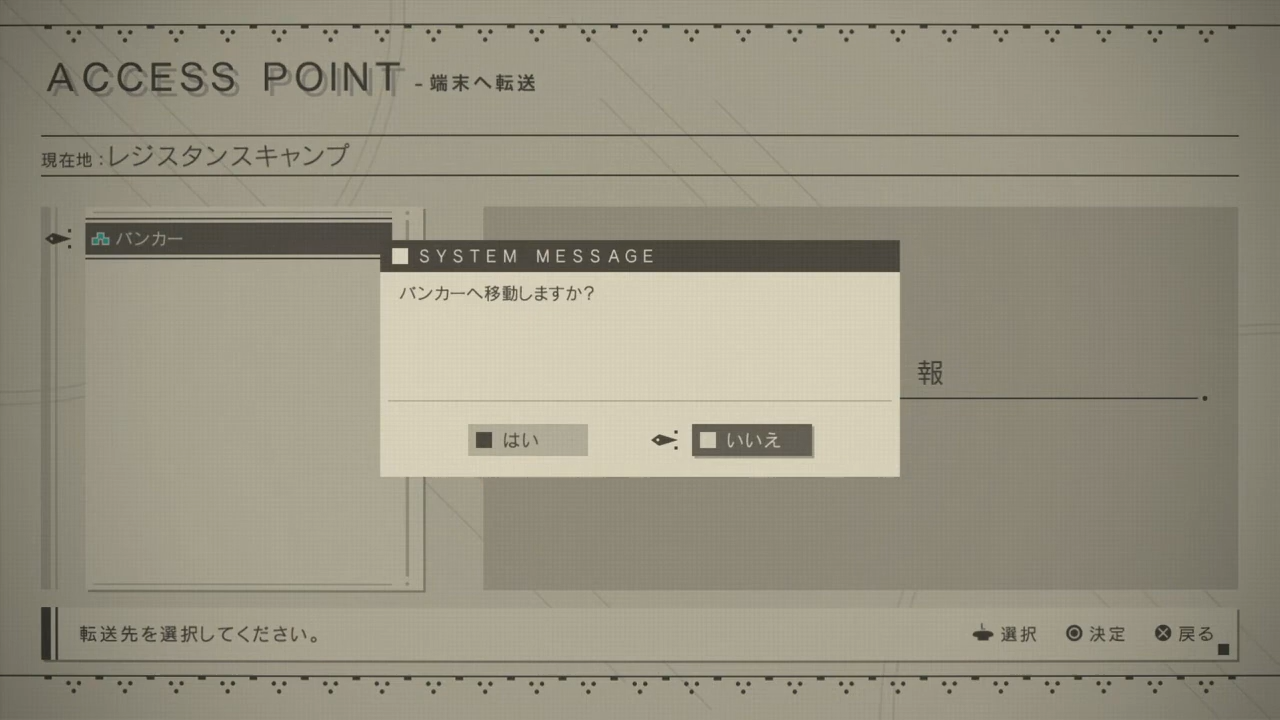 ACCESS POINT - 端末へ転送
現在地 : レジスタンスキャンプ
バンカー
SYSTEM MESSAGE
バンカーへ移動しますか?
報
はい
いいえ
転送先を選択してください。
選択 決定 戻る